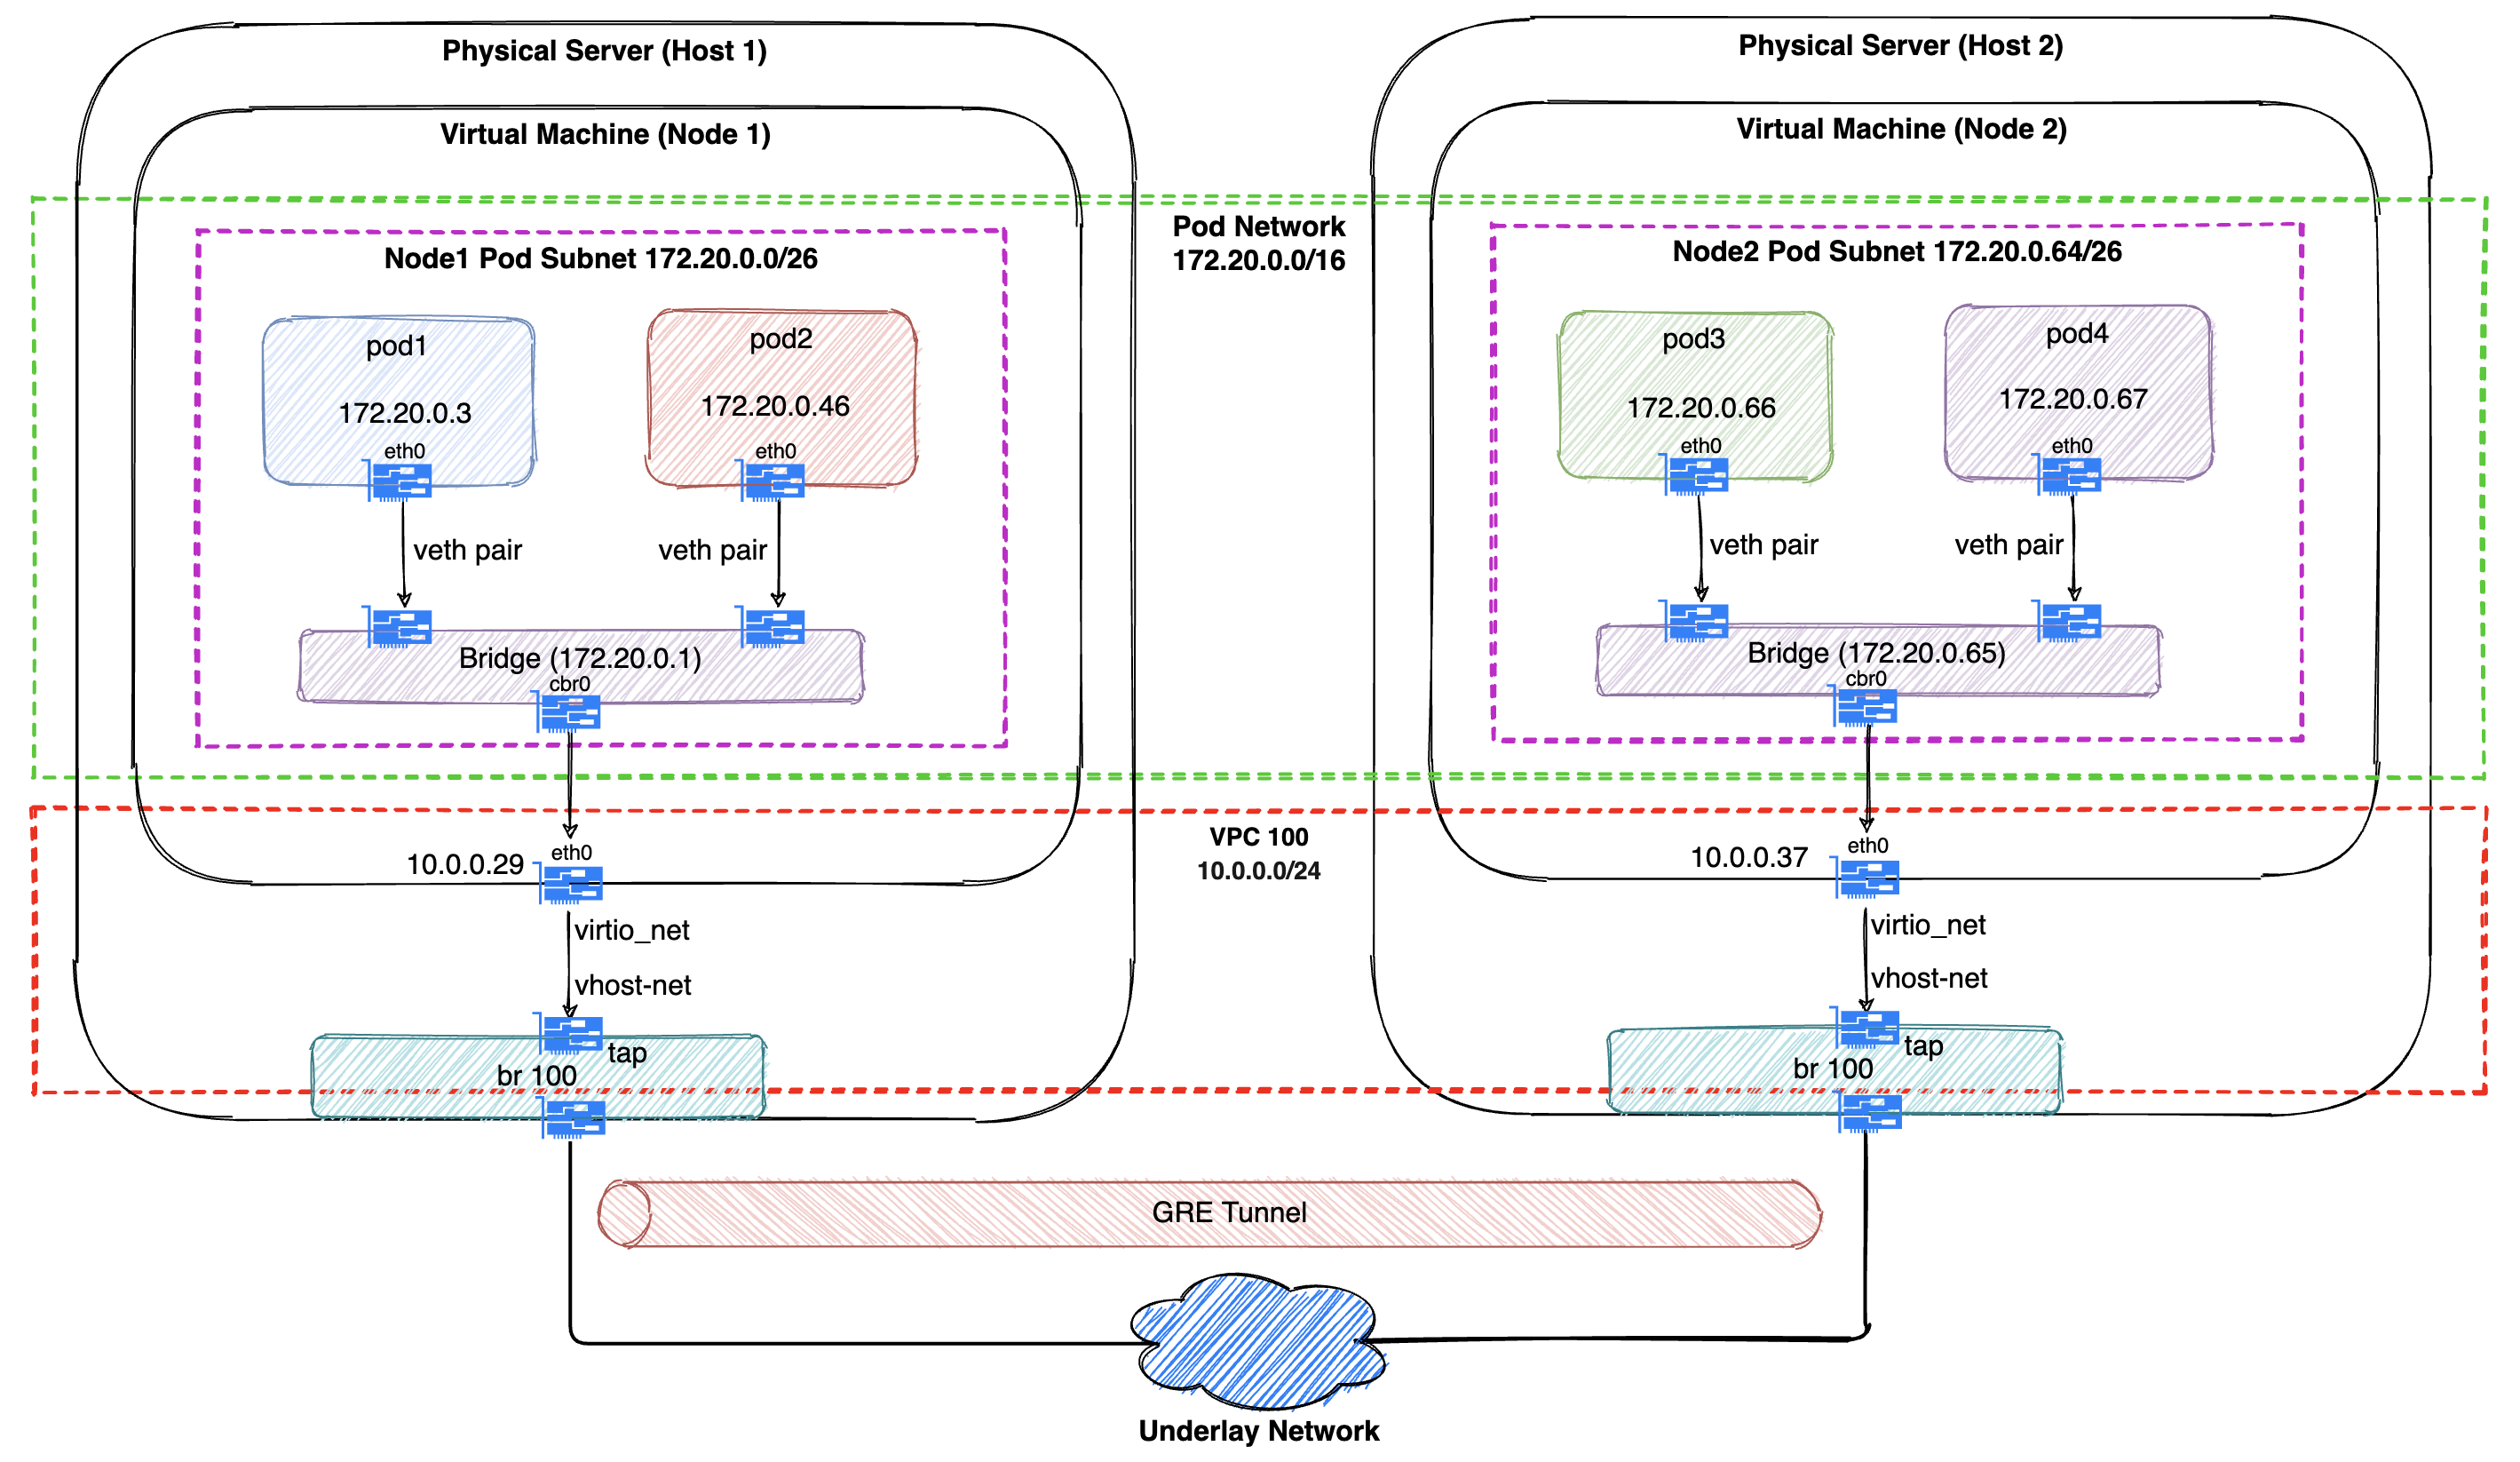 Physical Server (Host 1)
Virtual Machine (Node 1)
Node1 Pod Subnet 172.20.0.0/26
pod1
172.20.0.3
eth0
pod2
172.20.0.46
eth0
veth pair
veth pair
Bridge (172.20.0.1)
cbr0
10.0.0.29
eth0
virtio_net
vhost-net
tap
br 100
Pod Network
172.20.0.0/16
VPC 100
10.0.0.0/24
Physical Server (Host 2)
Virtual Machine (Node 2)
Node2 Pod Subnet 172.20.0.64/26
pod3
172.20.0.66
eth0
pod4
172.20.0.67
eth0
veth pair
veth pair
Bridge (172.20.0.65)
cbr0
10.0.0.37
eth0
virtio_net
vhost-net
tap
br 100
GRE Tunnel
Underlay Network